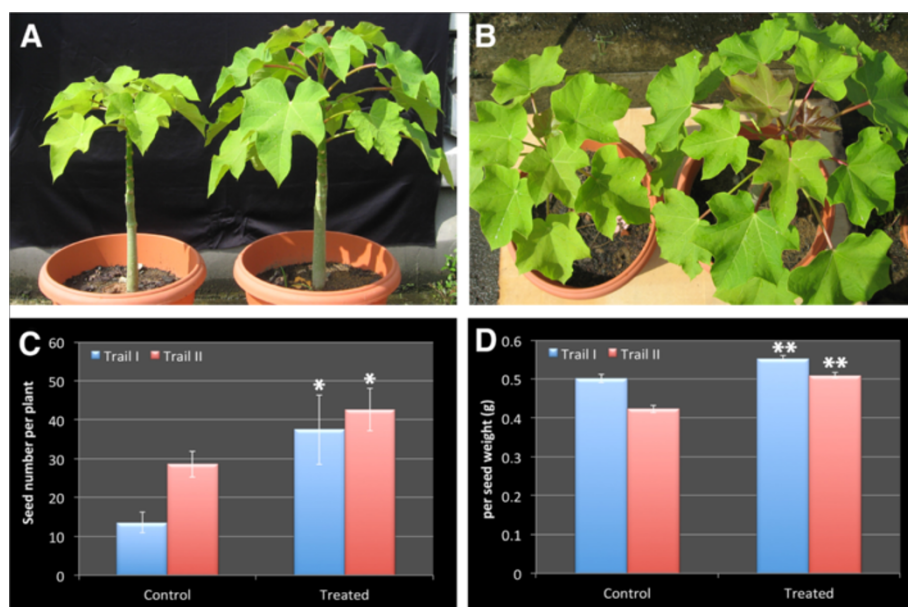 A
B
C
Trail I Trail II
60
50
40
30
20
10
0
Seed number per plant
* *
Control Treated
D
Trail I Trail II
0.6
0.5
0.4
0.3
0.2
0.1
0
per seed weight (g)
** **
Control Treated